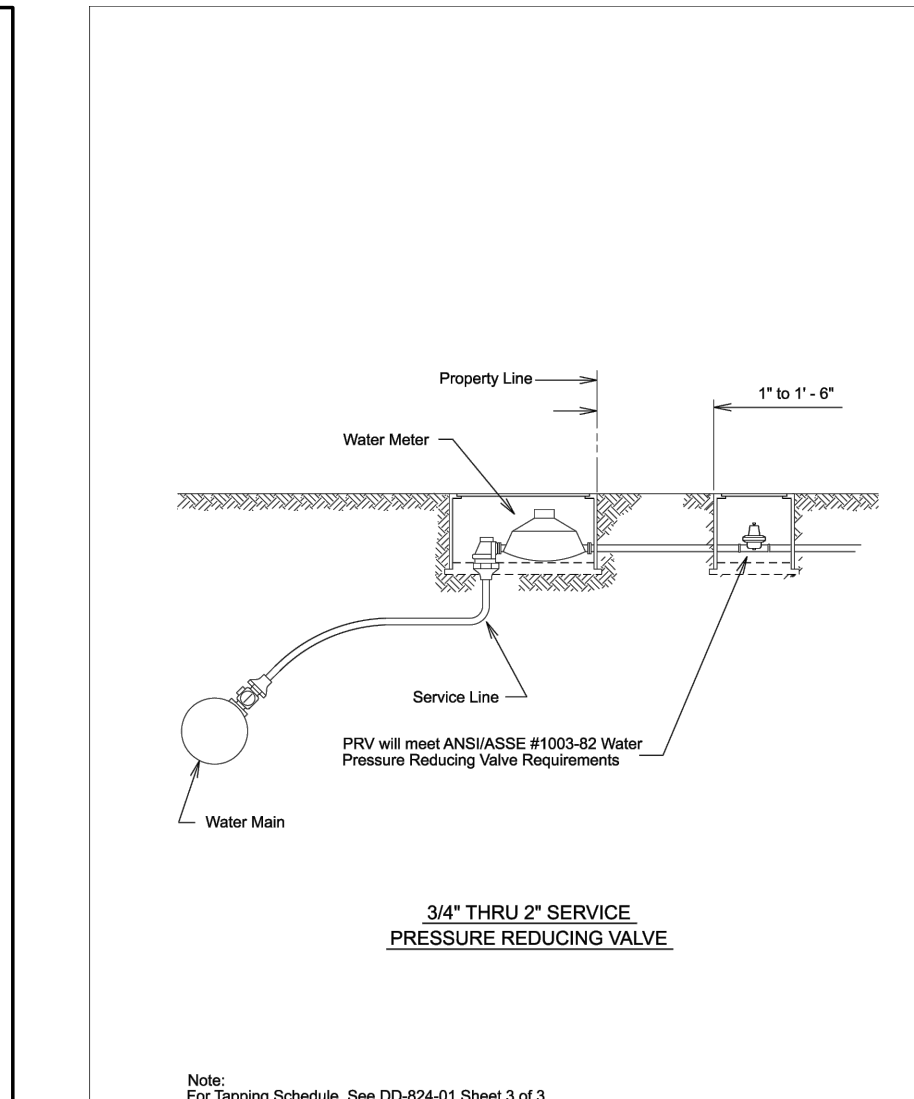 Property Line
1" to 1' - 6"
Water Meter
Service Line
PRV will meet ANSI/ASSE #1003-82 Water
Pressure Reducing Valve Requirements
Water Main
3/4" THRU 2" SERVICE
PRESSURE REDUCING VALVE
Note:
For Tapping Schedule, See DD-824-01 Sheet 3 of 3